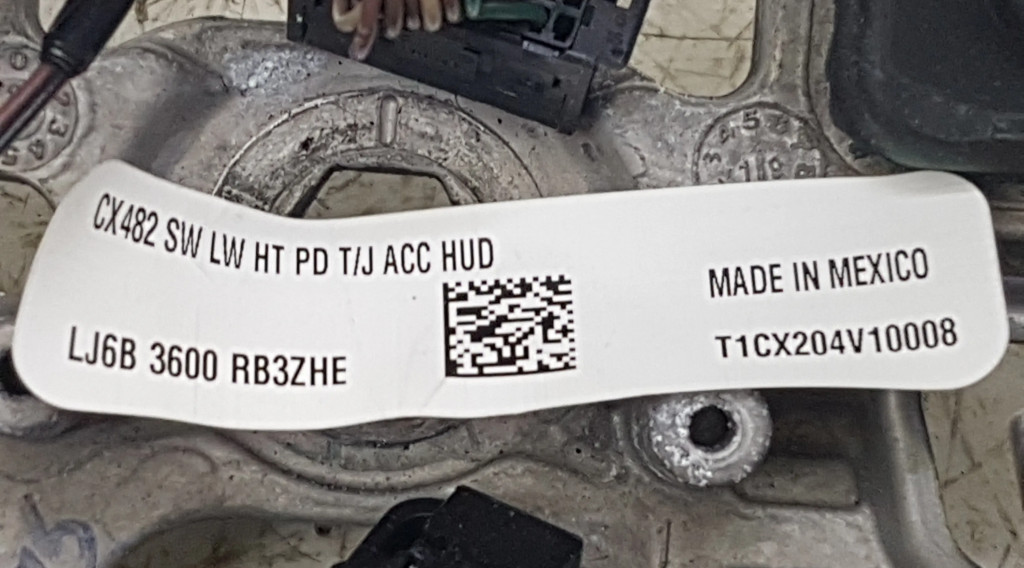 CX482 SW LW HT PD T/J ACC HUD
MADE IN MEXICO
LJ6B 3600 RB3ZHE
T1CX204V10008